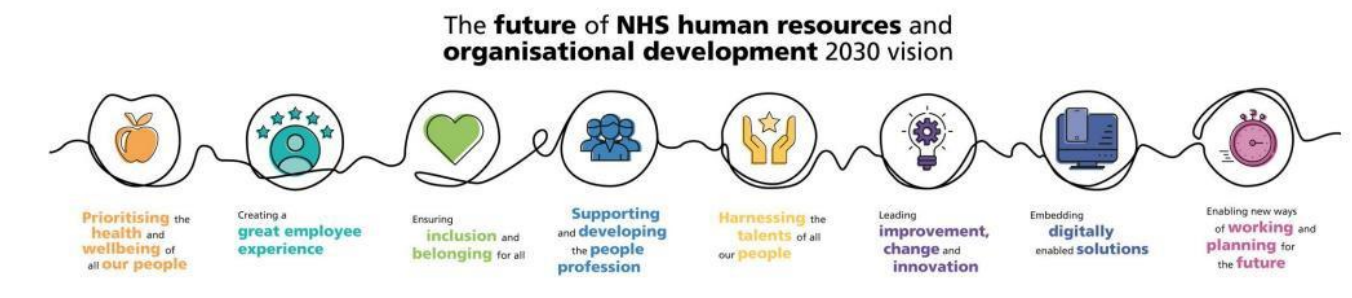 The future of NHS human resources and
organisational development 2030 vision
Prioritising the
health and
wellbeing of
all our people
Creating a
great employee
experience
Ensuring
inclusion and
belonging for all
Supporting
and developing
the people
profession
Harnessing the
talents of all
our people
Leading
improvement,
change and
innovation
Embedding
digitally
enabled solutions
Enabling new ways
of working and
planning for
the future